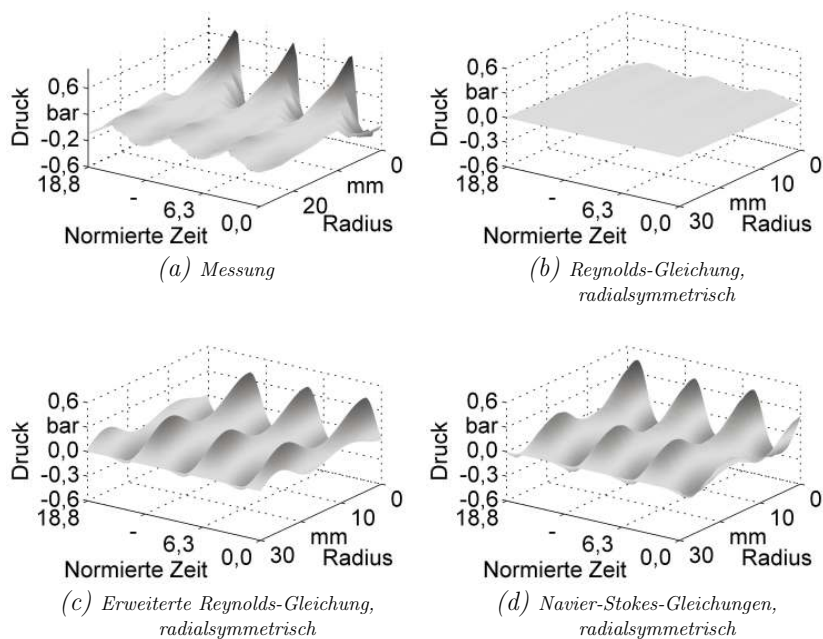 Druck
0,6
bar
-0,2
-0,6
18,8
-
6,3
0,0
Normierte Zeit
20
mm
0
Radius
(a) Messung
Druck
0,6
bar
0,0
-0,3
-0,6
18,8
-
6,3
0,0
Normierte Zeit
30
mm
10
0
Radius
(b) Reynolds-Gleichung,
radialsymmetrisch
Druck
0,6
bar
0,0
-0,3
-0,6
18,8
-
6,3
0,0
Normierte Zeit
30
mm
10
0
Radius
(c) Erweiterte Reynolds-Gleichung,
radialsymmetrisch
Druck
0,6
bar
0,0
-0,3
-0,6
18,8
-
6,3
0,0
Normierte Zeit
30
mm
10
0
Radius
(d) Navier-Stokes-Gleichungen,
radialsymmetrisch